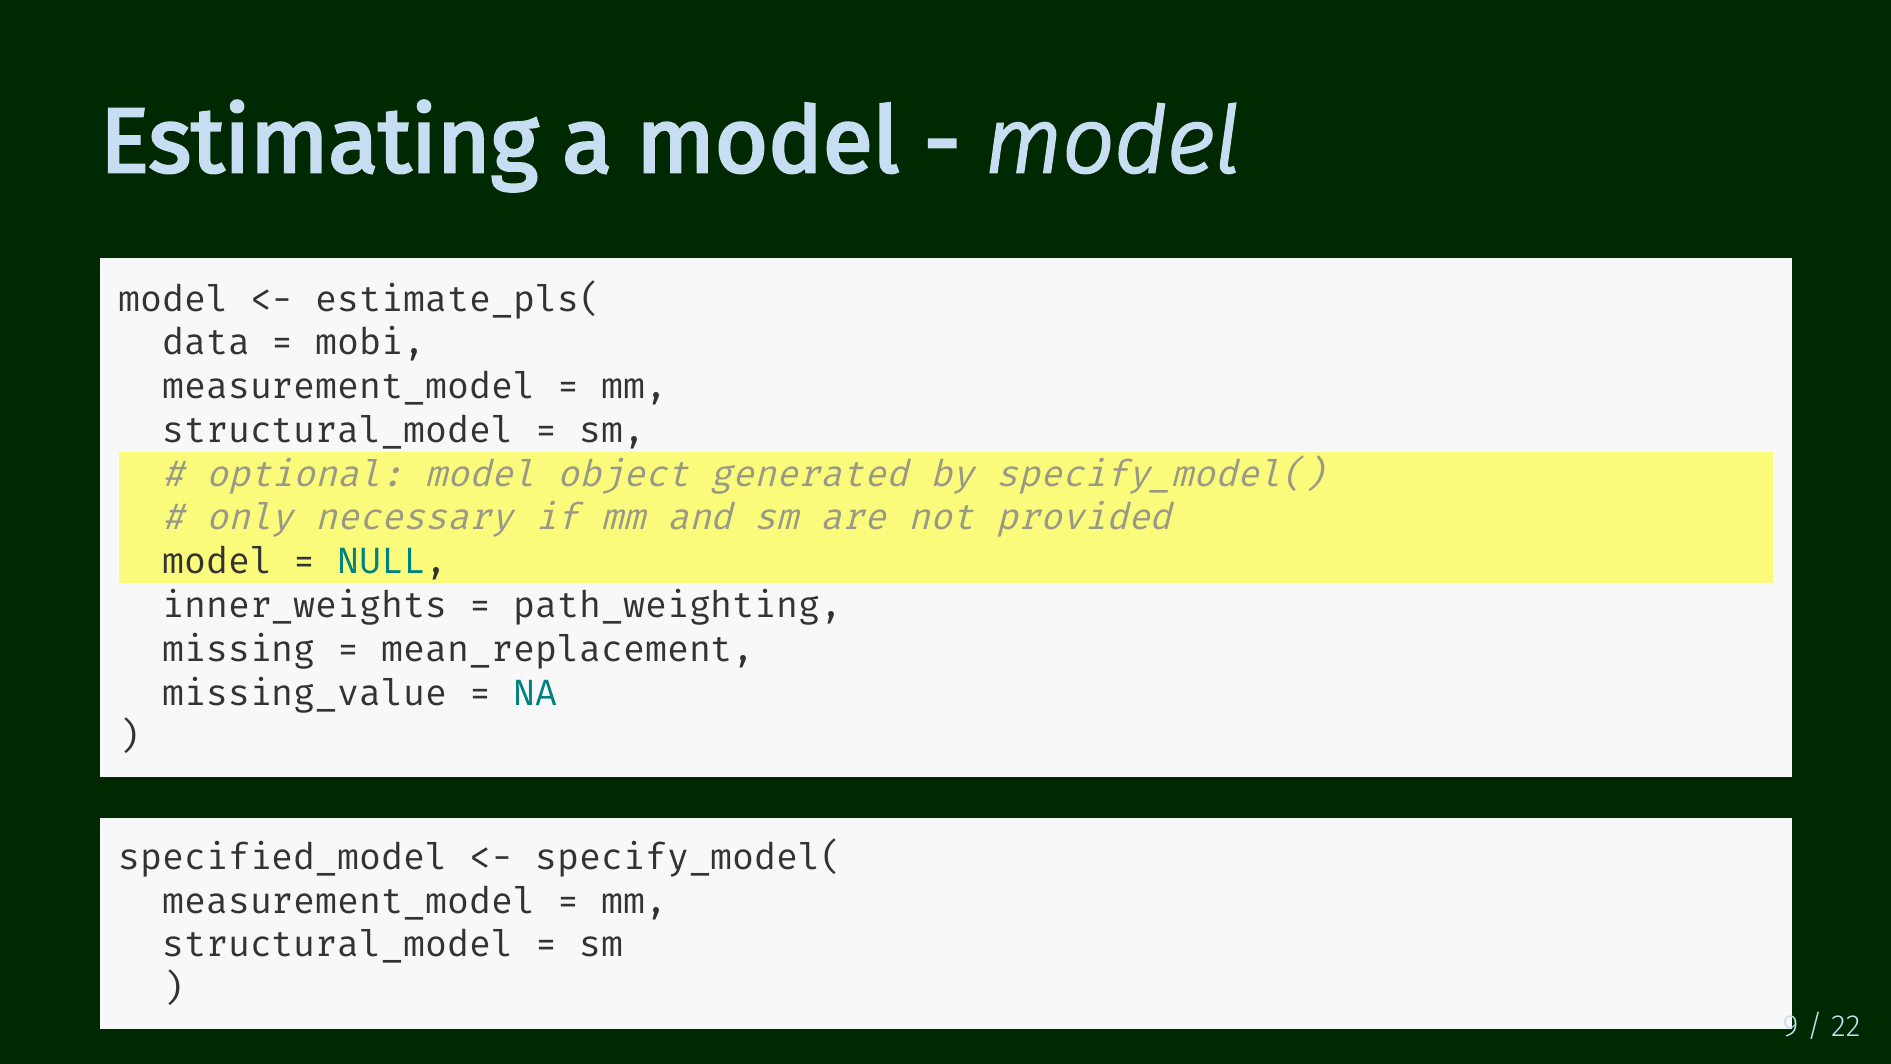 Estimating a model - model
model <- estimate_pls(
  data = mobi,
  measurement_model = mm,
  structural_model = sm,
  # optional: model object generated by specify_model()
  # only necessary if mm and sm are not provided
  model = NULL,
  inner_weights = path_weighting,
  missing = mean_replacement,
  missing_value = NA
)
specified_model <- specify_model(
  measurement_model = mm,
  structural_model = sm
  )
9 / 22